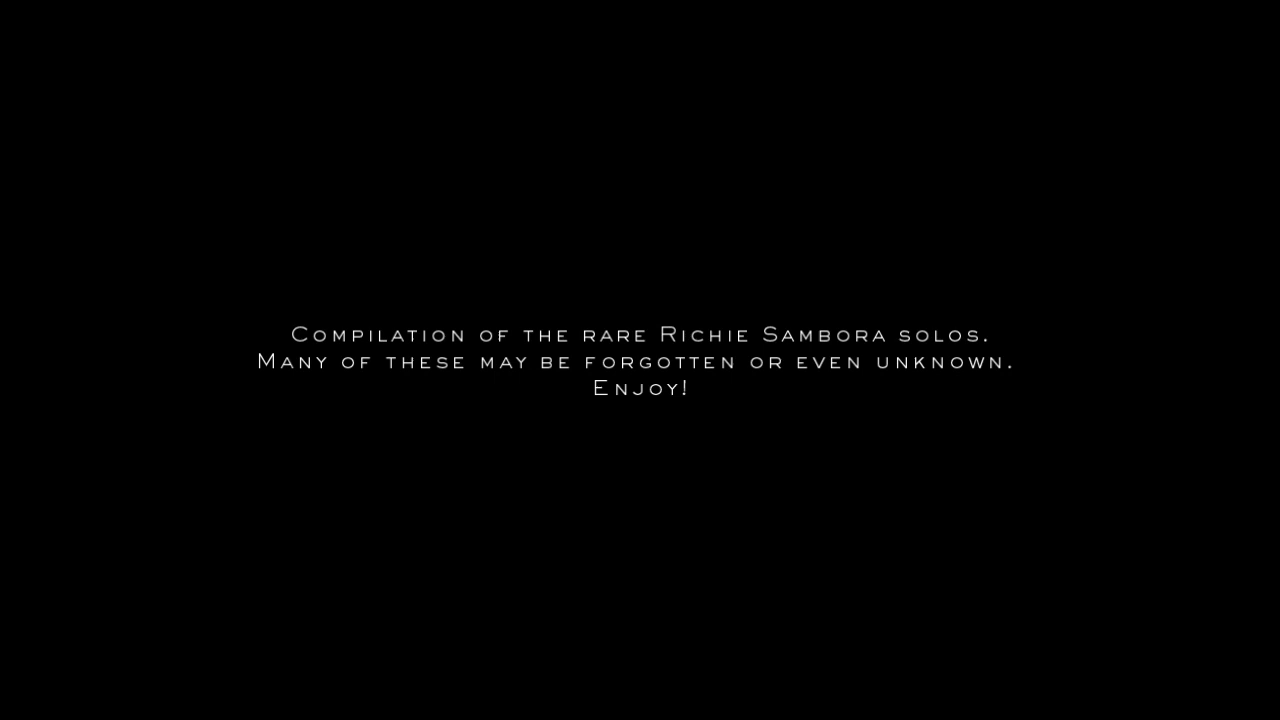 Compilation of the rare Richie Sambora solos.
Many of these may be forgotten or even unknown.
Enjoy!